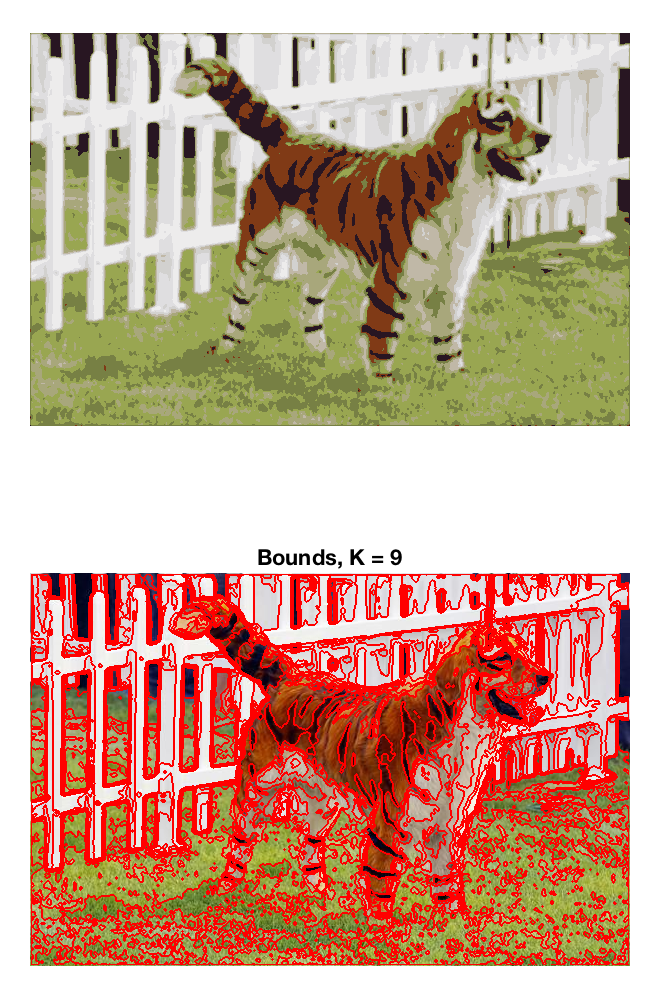 Bounds, K = 9